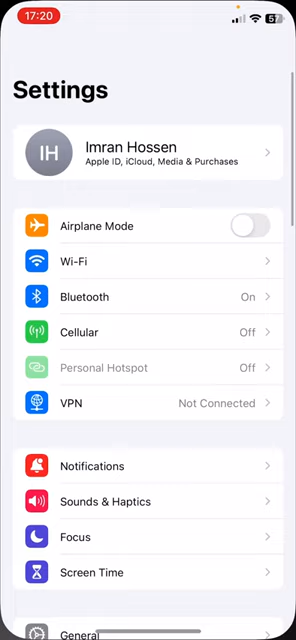 17:20
57
Settings
IH
Imran Hossen
Apple ID, iCloud, Media & Purchases
Airplane Mode
Wi-Fi
Bluetooth On
Cellular Off
Personal Hotspot Off
VPN Not Connected
Notifications
Sounds & Haptics
Focus
Screen Time
General